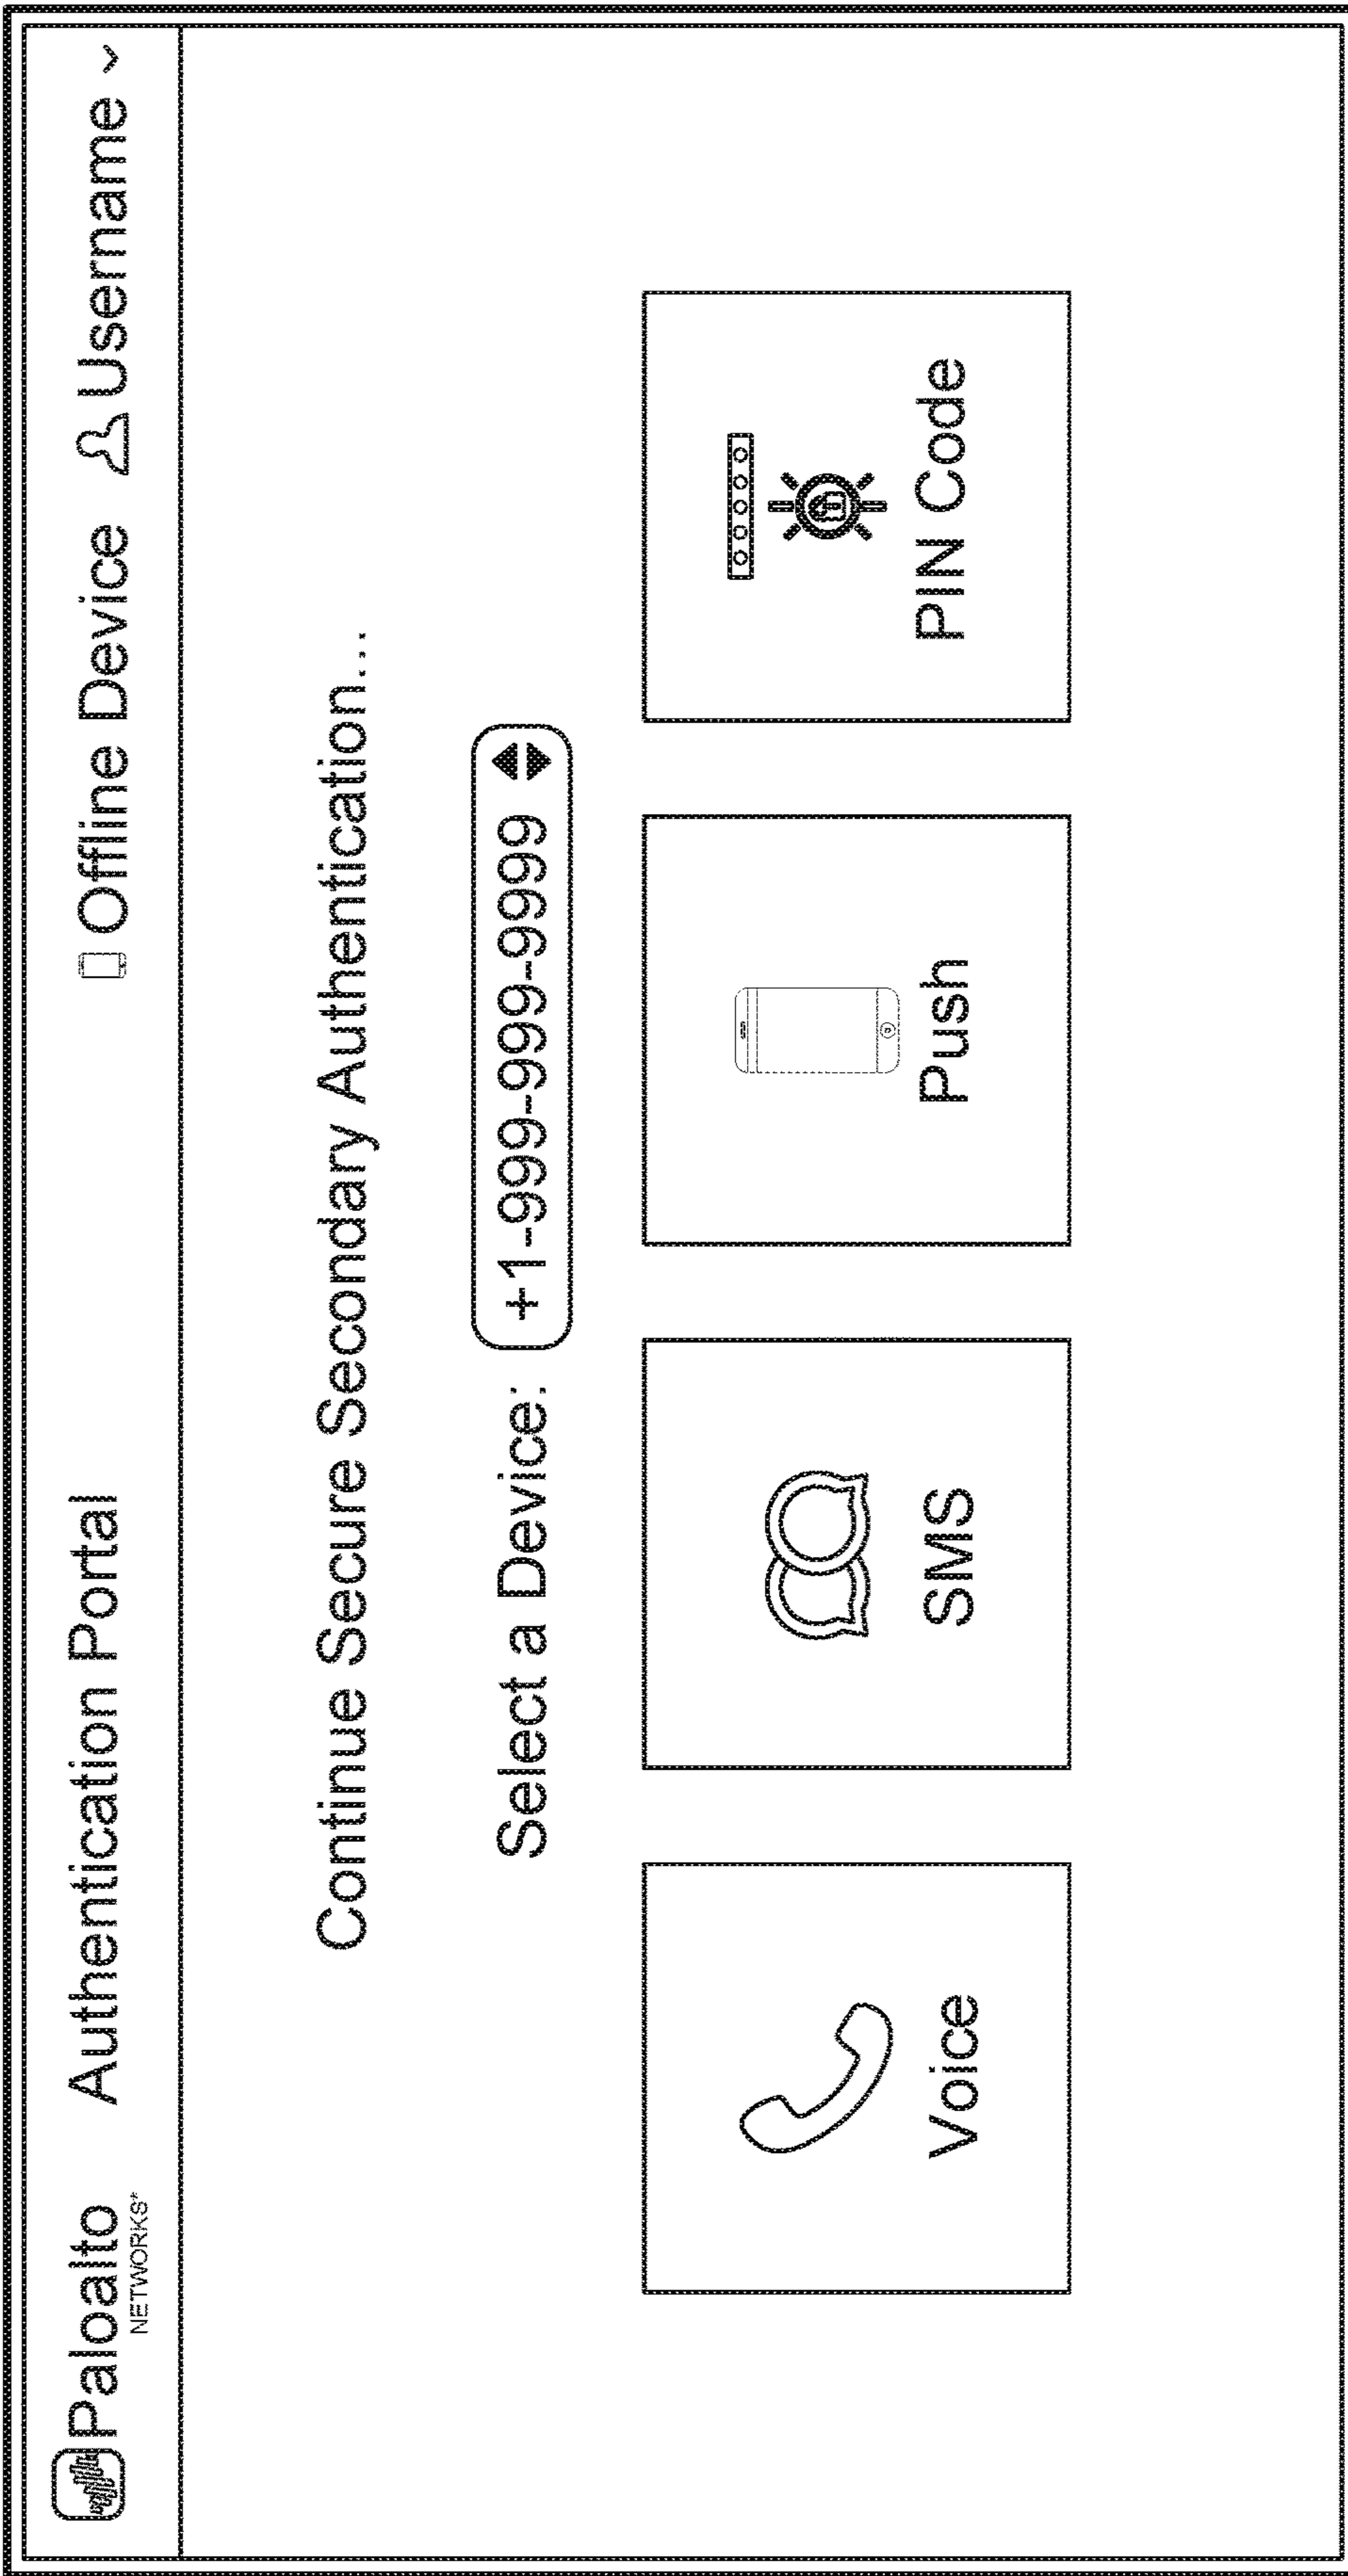 Paloalto Authentication Portal Offline Device Username
NETWORKS*
Continue Secure Secondary Authentication...
Select a Device: +1-999-999-9999
Voice SMS Push PIN Code